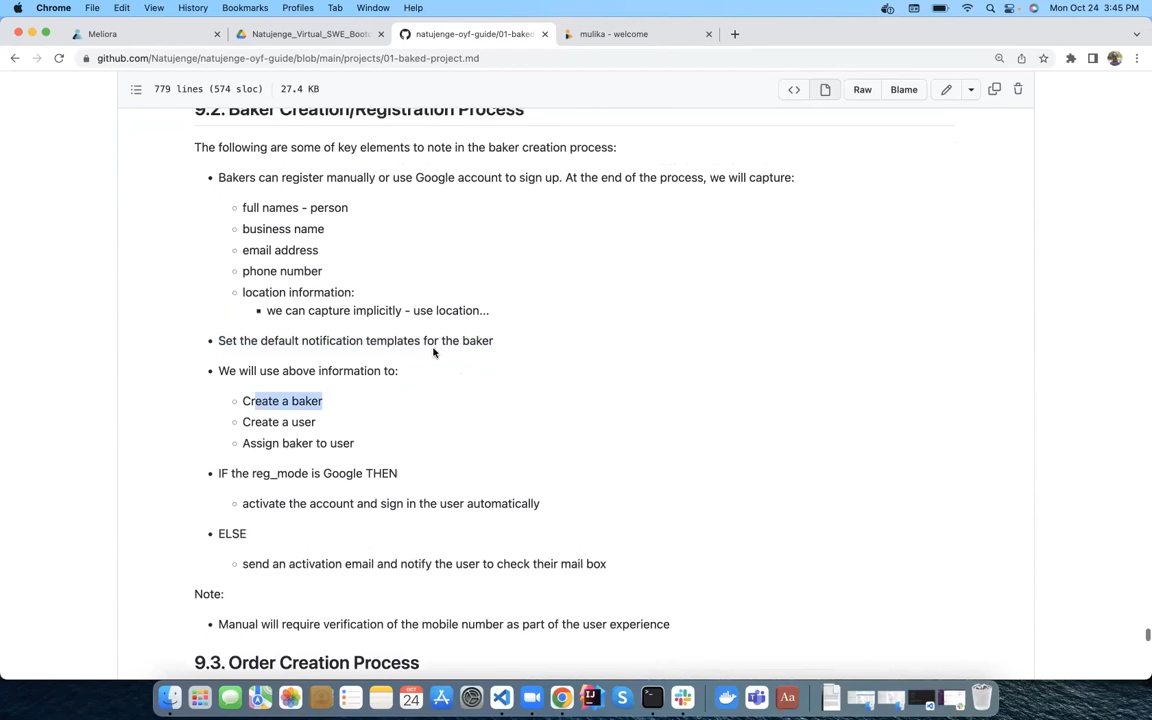 Chrome File Edit View History Bookmarks Profiles Tab Window Help Mon Oct 24 3:45 PM
Meliora Natujenge_Virtual_SWE_Bootc natujenge-oyf-guide/01-baked- mulika - welcome
github.com/Natujenge/natujenge-oyf-guide/blob/main/projects/01-baked-project.md
779 lines (574 sloc) 27.4 KB Raw Blame
9.2. Baker Creation/Registration Process
The following are some of key elements to note in the baker creation process:
Bakers can register manually or use Google account to sign up. At the end of the process, we will capture:
full names - person
business name
email address
phone number
location information:
we can capture implicitly - use location...
Set the default notification templates for the baker
We will use above information to:
Create a baker
Create a user
Assign baker to user
IF the reg_mode is Google THEN
activate the account and sign in the user automatically
ELSE
send an activation email and notify the user to check their mail box
Note:
Manual will require verification of the mobile number as part of the user experience
9.3. Order Creation Process
OCT
24
Aa